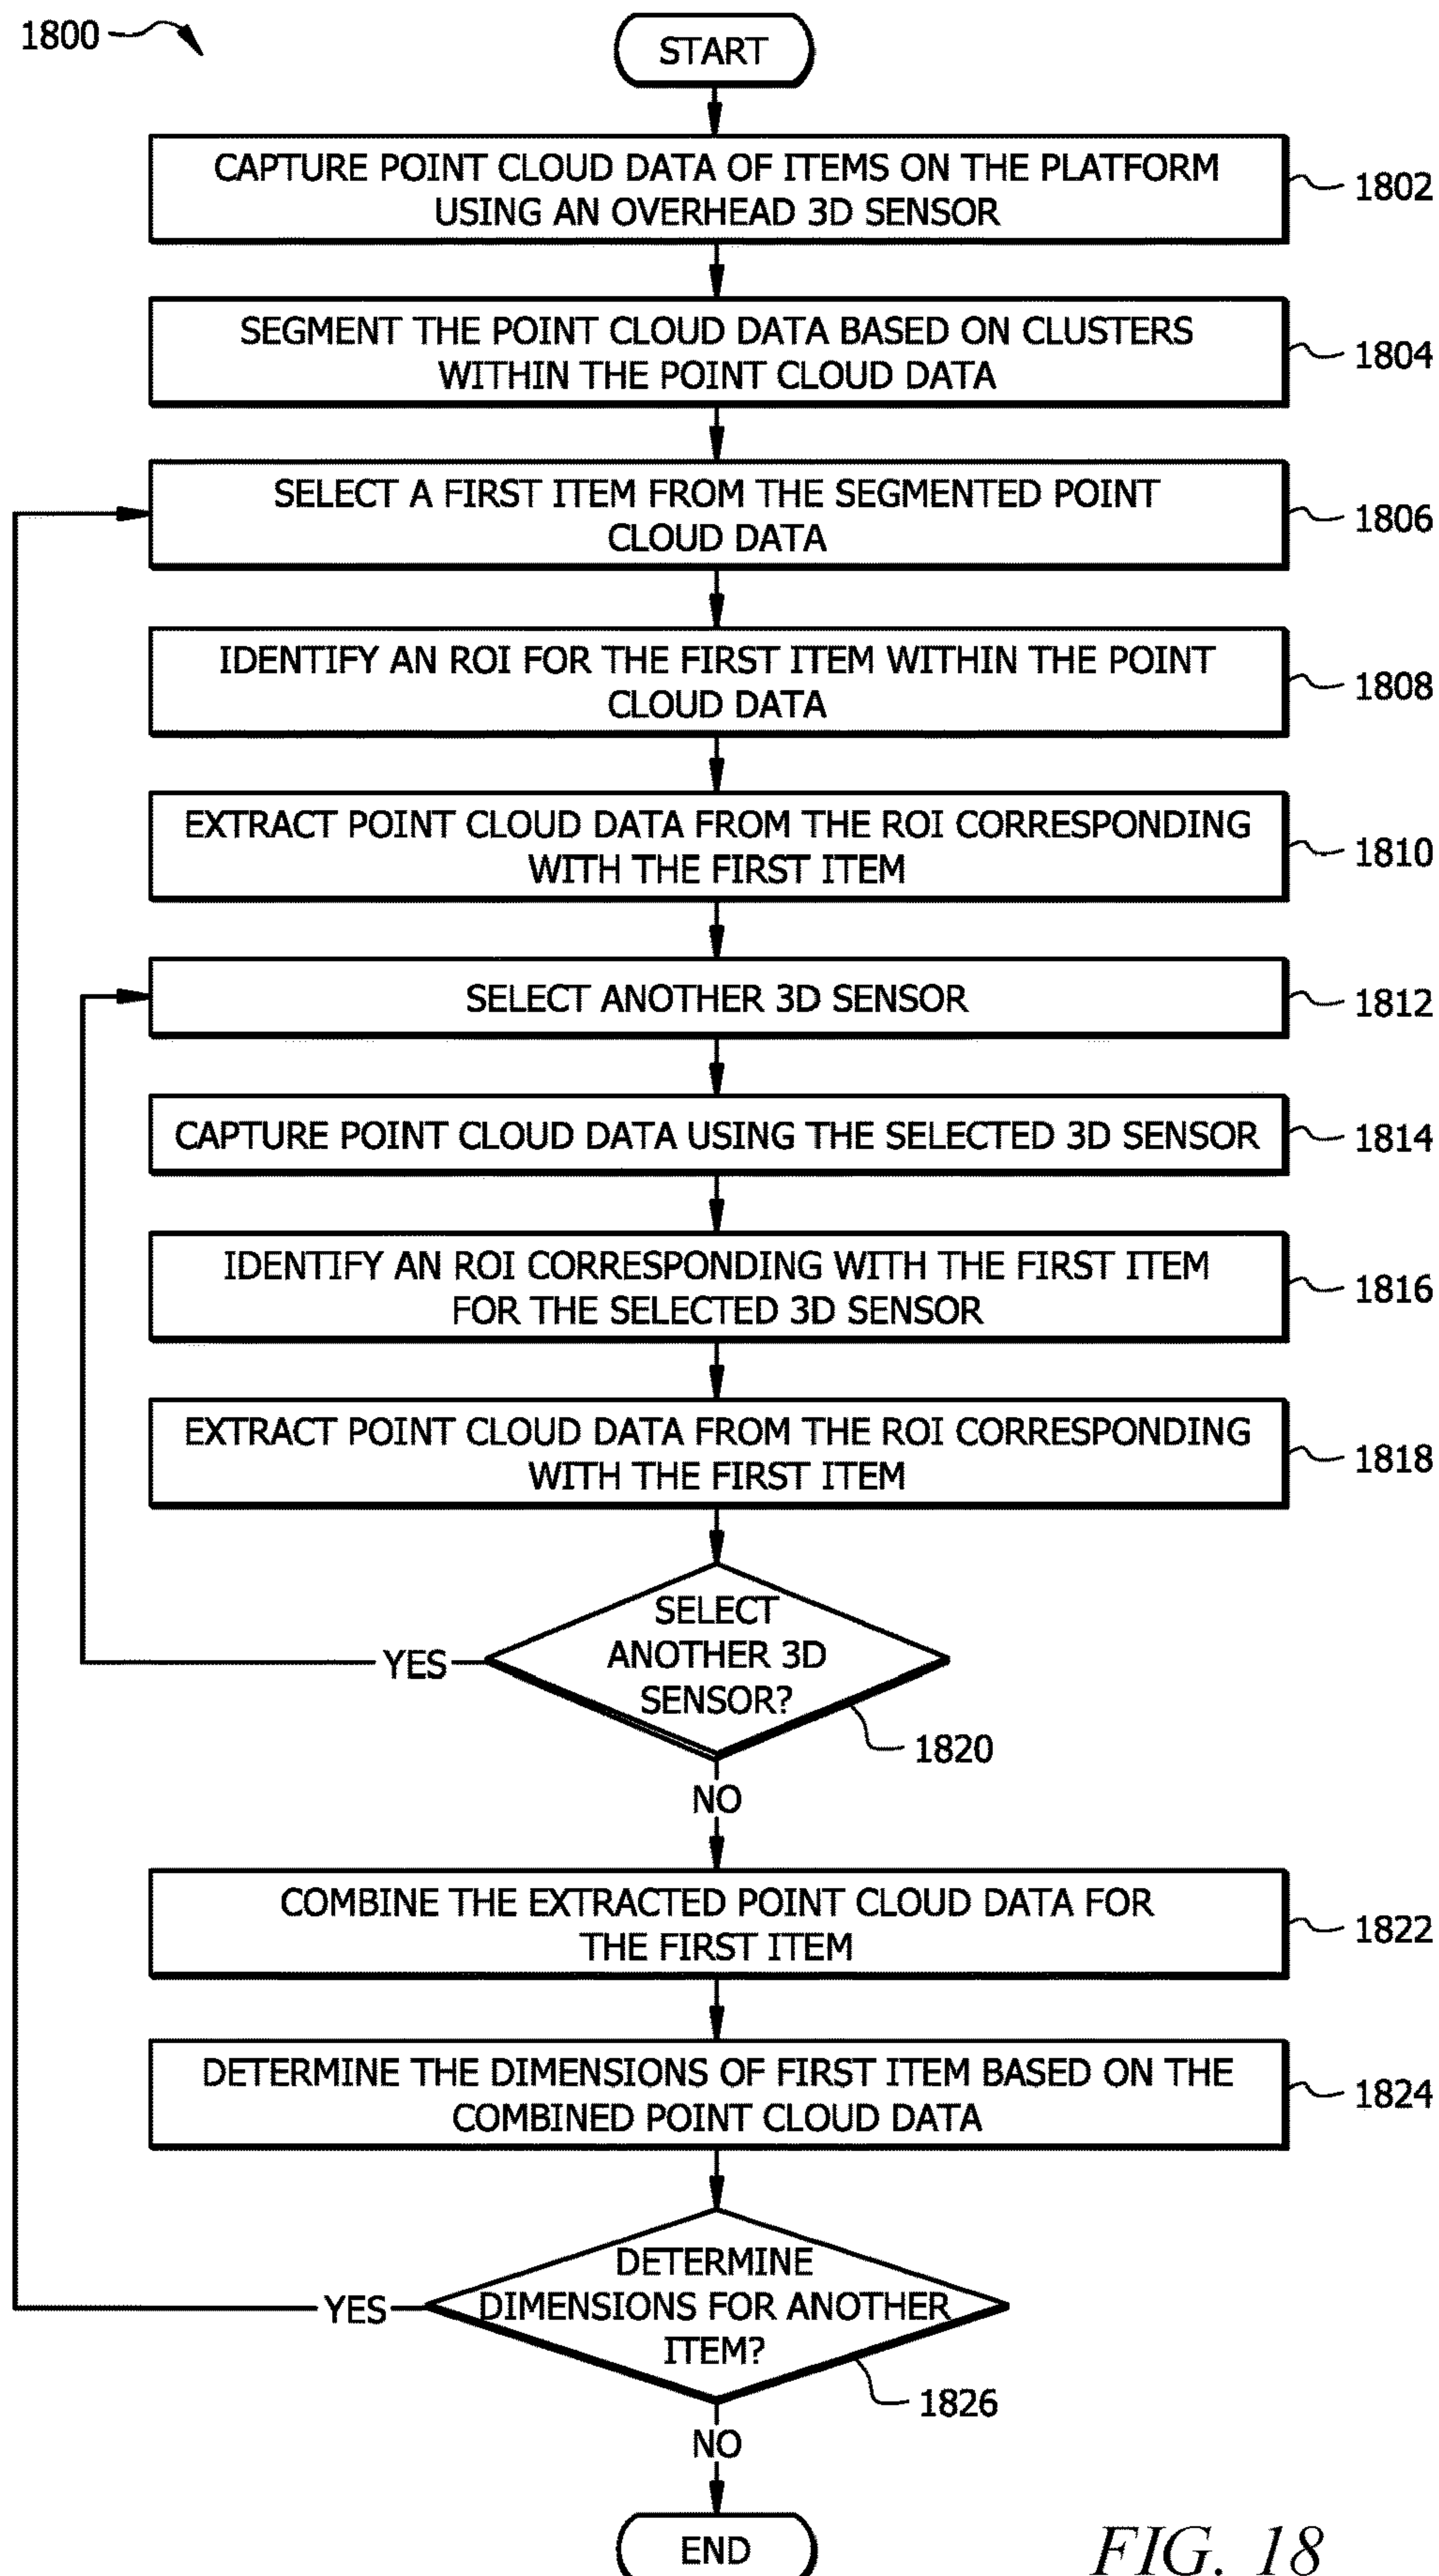 1800
START
CAPTURE POINT CLOUD DATA OF ITEMS ON THE PLATFORM
USING AN OVERHEAD 3D SENSOR
1802
SEGMENT THE POINT CLOUD DATA BASED ON CLUSTERS
WITHIN THE POINT CLOUD DATA
1804
SELECT A FIRST ITEM FROM THE SEGMENTED POINT
CLOUD DATA
1806
IDENTIFY AN ROI FOR THE FIRST ITEM WITHIN THE POINT
CLOUD DATA
1808
EXTRACT POINT CLOUD DATA FROM THE ROI CORRESPONDING
WITH THE FIRST ITEM
1810
SELECT ANOTHER 3D SENSOR
1812
CAPTURE POINT CLOUD DATA USING THE SELECTED 3D SENSOR
1814
IDENTIFY AN ROI CORRESPONDING WITH THE FIRST ITEM
FOR THE SELECTED 3D SENSOR
1816
EXTRACT POINT CLOUD DATA FROM THE ROI CORRESPONDING
WITH THE FIRST ITEM
1818
SELECT
ANOTHER 3D
SENSOR?
YES
1820
NO
COMBINE THE EXTRACTED POINT CLOUD DATA FOR
THE FIRST ITEM
1822
DETERMINE THE DIMENSIONS OF FIRST ITEM BASED ON THE
COMBINED POINT CLOUD DATA
1824
DETERMINE
DIMENSIONS FOR ANOTHER
ITEM?
YES
1826
NO
END
FIG. 18